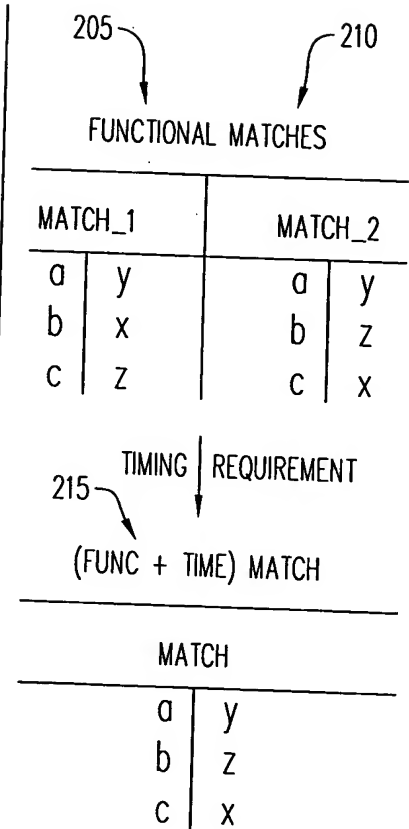 205 210
FUNCTIONAL MATCHES
MATCH_1 MATCH_2
a y a y
b x b z
c z c x
TIMING REQUIREMENT
215
(FUNC + TIME) MATCH
MATCH
a y
b z
c x